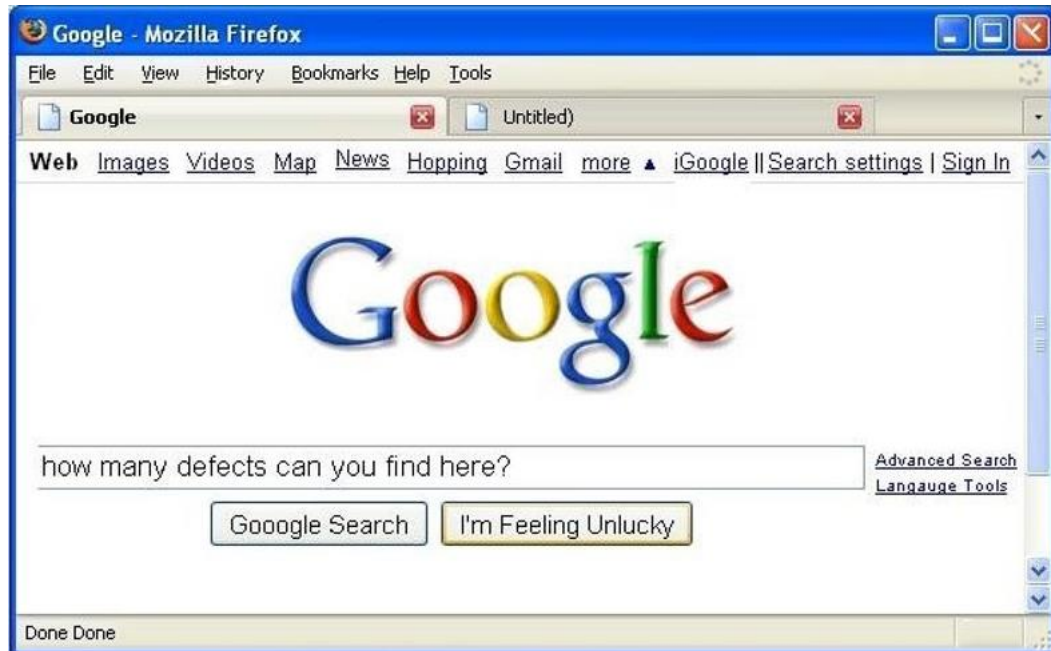 Google - Mozilla Firefox
File Edit View History Bookmarks Help Tools
Google Untitled)
Web Images Videos Map News Hopping Gmail more ▲ iGoogle || Search settings | Sign In
Google
how many defects can you find here?
Advanced Search
Langauge Tools
Gooogle Search I'm Feeling Unlucky
Done Done